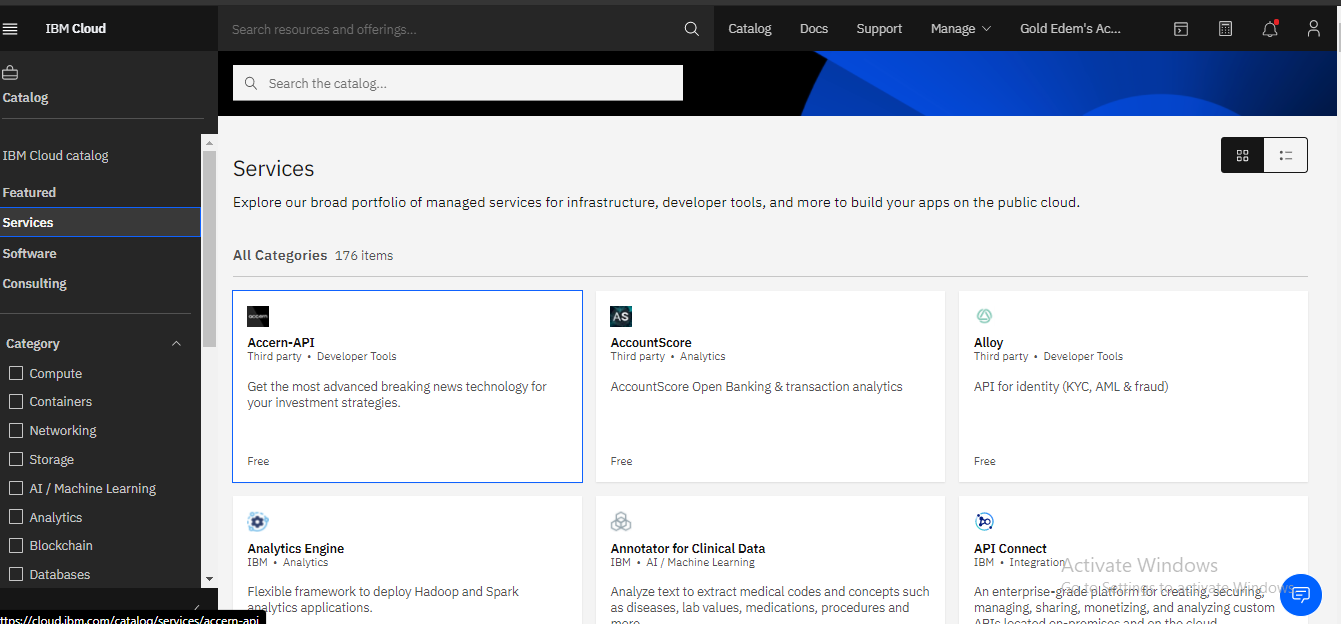 IBM Cloud
Search resources and offerings...
Catalog
Docs
Support
Manage
Gold Edem's Ac...
Catalog
IBM Cloud catalog
Featured
Services
Software
Consulting
Category
Compute
Containers
Networking
Storage
AI / Machine Learning
Analytics
Blockchain
Databases
ttps://cloud.ibm.com/catalog/services/accern-api
Search the catalog...
Services
Explore our broad portfolio of managed services for infrastructure, developer tools, and more to build your apps on the public cloud.
All Categories 176 items
accern
Accern-API
Third party • Developer Tools
Get the most advanced breaking news technology for
your investment strategies.
Free
AS
AccountScore
Third party • Analytics
AccountScore Open Banking & transaction analytics
Free
Alloy
Third party • Developer Tools
API for identity (KYC, AML & fraud)
Free
Analytics Engine
IBM • Analytics
Flexible framework to deploy Hadoop and Spark
analytics applications.
Annotator for Clinical Data
IBM • AI / Machine Learning
Analyze text to extract medical codes and concepts such
as diseases, lab values, medications, procedures and
more.
API Connect
IBM • Integration
An enterprise-grade platform for creating, securing,
managing, sharing, monetizing, and analyzing custom
APIs located on-premises and on the cloud.
Activate Windows
Go to Settings to activate Windows.